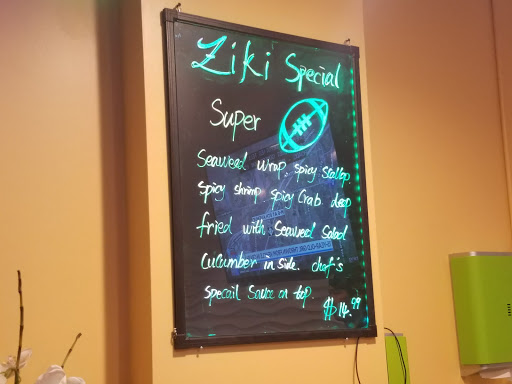 Ziki Special
Super
Seaweed wrap. spicy Scallop
spicy shrimp spicy Crab deep
fried with Seaweed Salad
Cucumber in side. chef's
specail Sauce on top.
$14.99